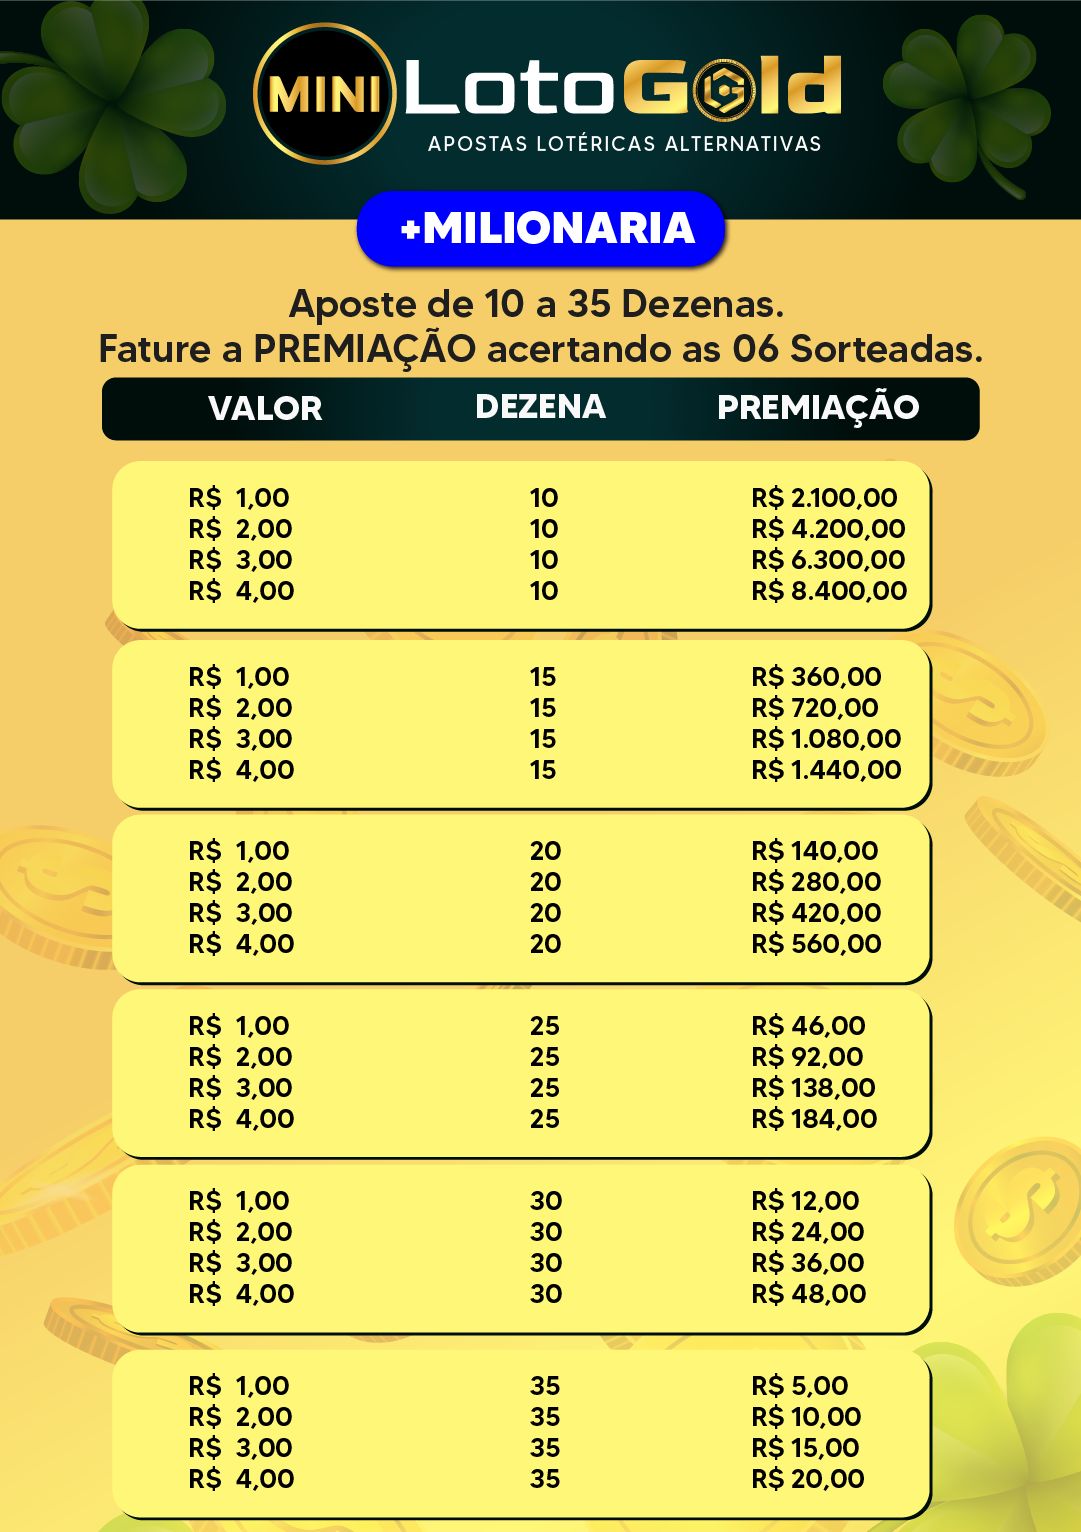 MINI LotoGold
APOSTAS LOTÉRICAS ALTERNATIVAS
+MILIONARIA
Aposte de 10 a 35 Dezenas.
Fature a PREMIAÇÃO acertando as 06 Sorteadas.
VALOR DEZENA PREMIAÇÃO
R$ 1,00 10 R$ 2.100,00
R$ 2,00 10 R$ 4.200,00
R$ 3,00 10 R$ 6.300,00
R$ 4,00 10 R$ 8.400,00
R$ 1,00 15 R$ 360,00
R$ 2,00 15 R$ 720,00
R$ 3,00 15 R$ 1.080,00
R$ 4,00 15 R$ 1.440,00
R$ 1,00 20 R$ 140,00
R$ 2,00 20 R$ 280,00
R$ 3,00 20 R$ 420,00
R$ 4,00 20 R$ 560,00
R$ 1,00 25 R$ 46,00
R$ 2,00 25 R$ 92,00
R$ 3,00 25 R$ 138,00
R$ 4,00 25 R$ 184,00
R$ 1,00 30 R$ 12,00
R$ 2,00 30 R$ 24,00
R$ 3,00 30 R$ 36,00
R$ 4,00 30 R$ 48,00
R$ 1,00 35 R$ 5,00
R$ 2,00 35 R$ 10,00
R$ 3,00 35 R$ 15,00
R$ 4,00 35 R$ 20,00